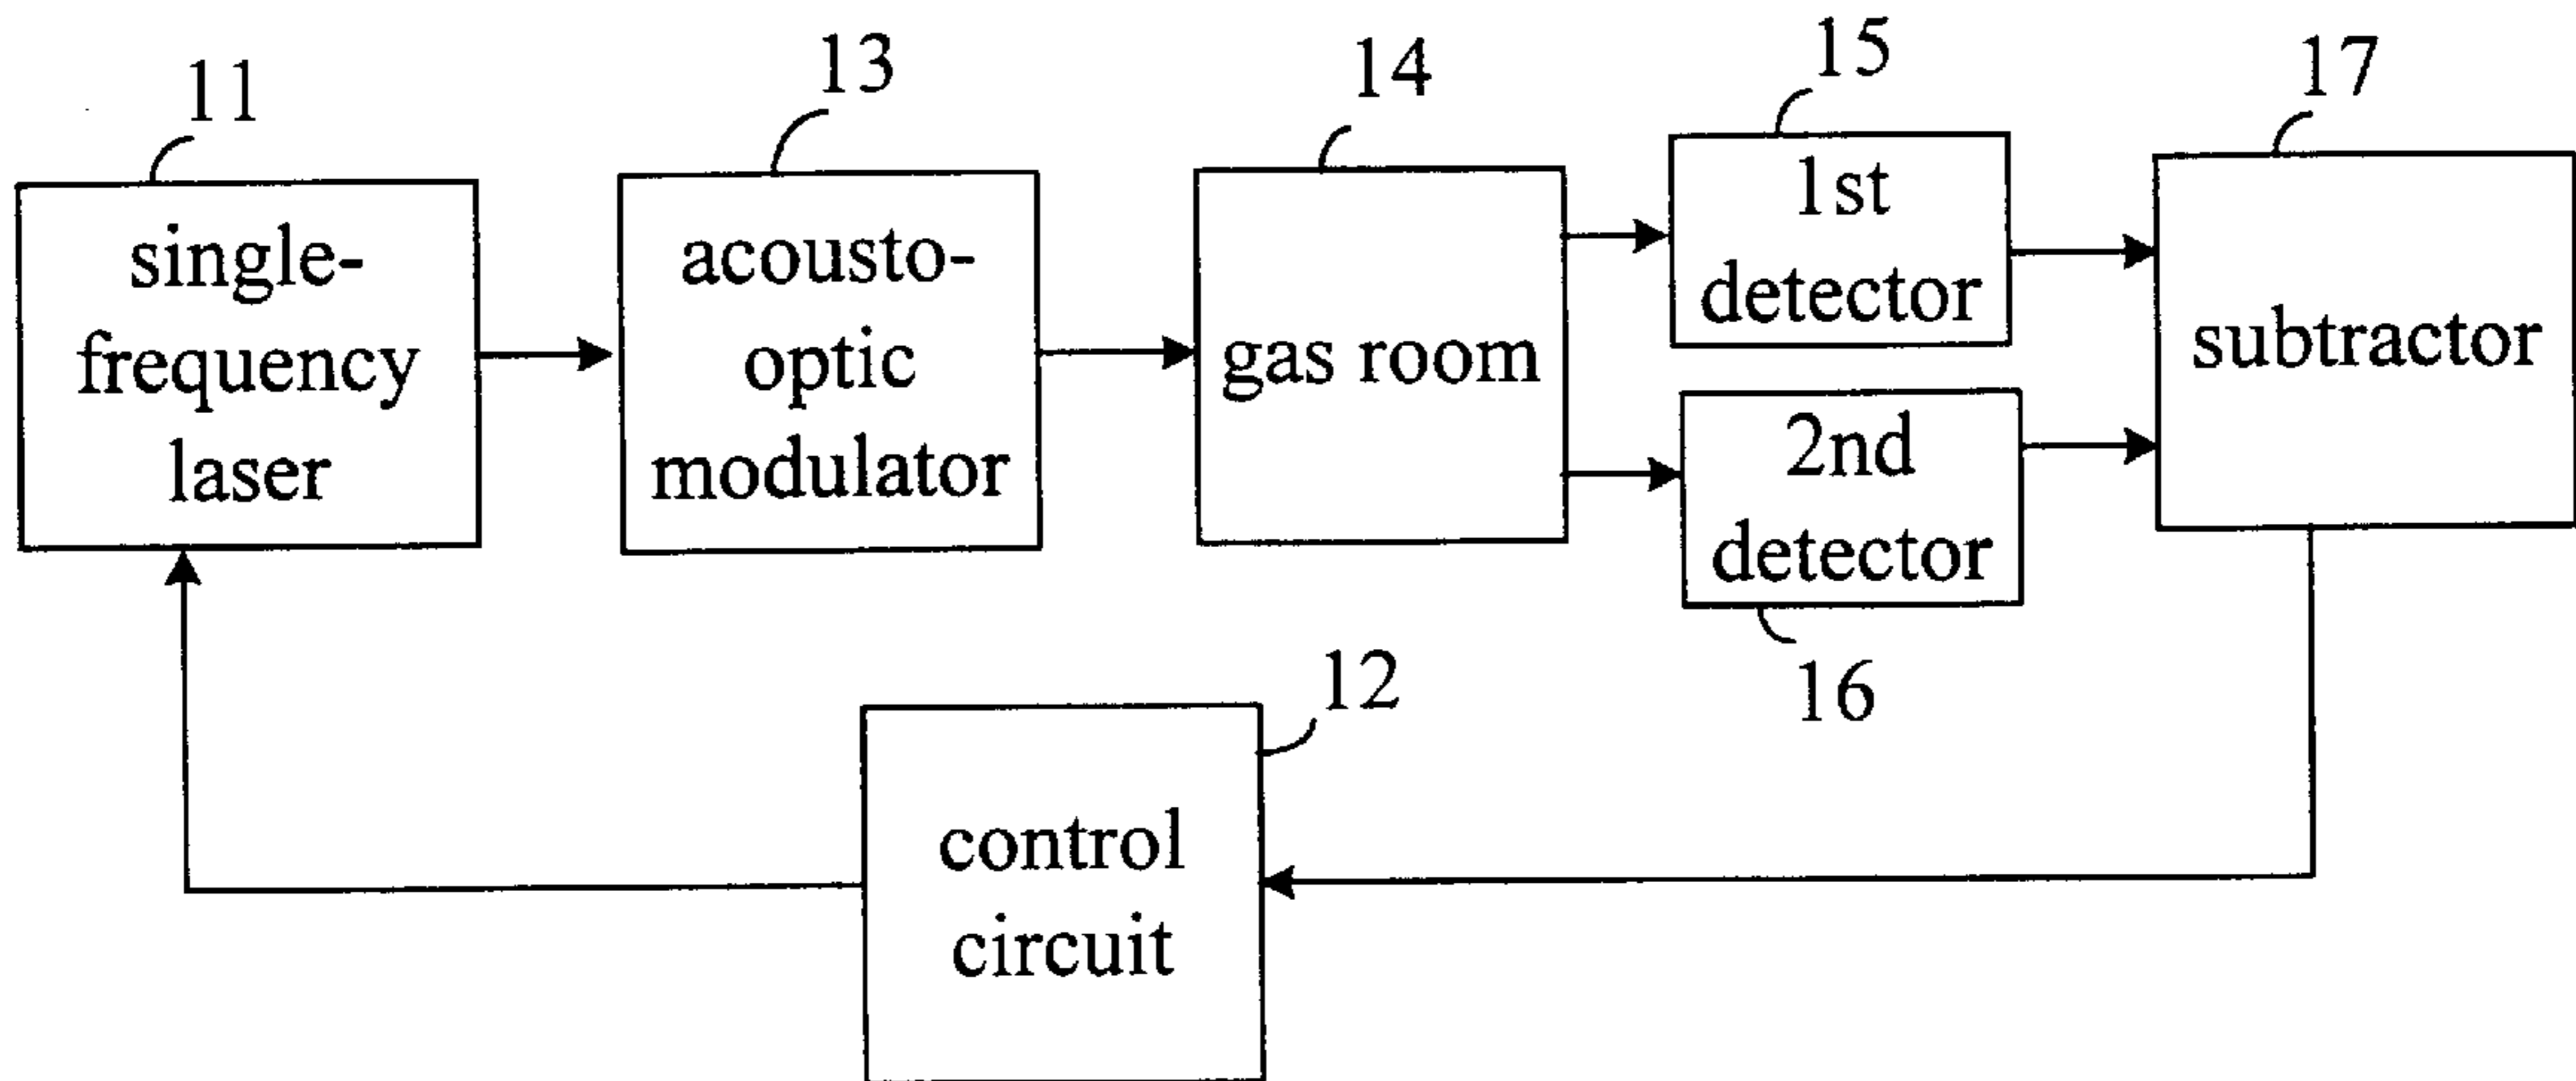 11
single-
frequency
laser
13
acousto-
optic
modulator
14
gas room
15
1st
detector
16
2nd
detector
17
subtractor
12
control
circuit